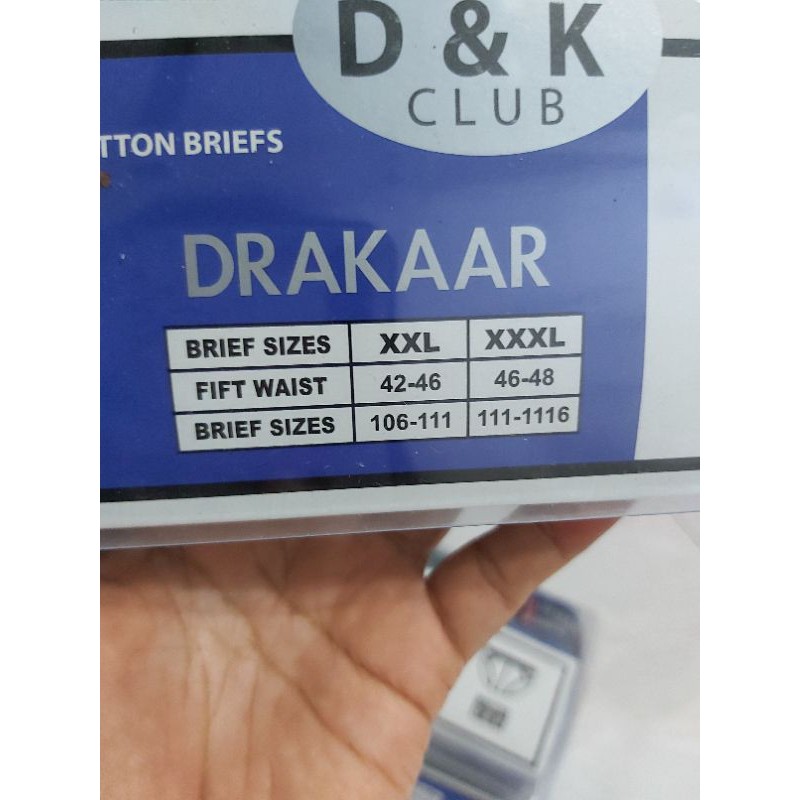 D & K
CLUB
TTON BRIEFS
DRAKAAR
BRIEF SIZES XXL XXXL
FIFT WAIST 42-46 46-48
BRIEF SIZES 106-111 111-1116